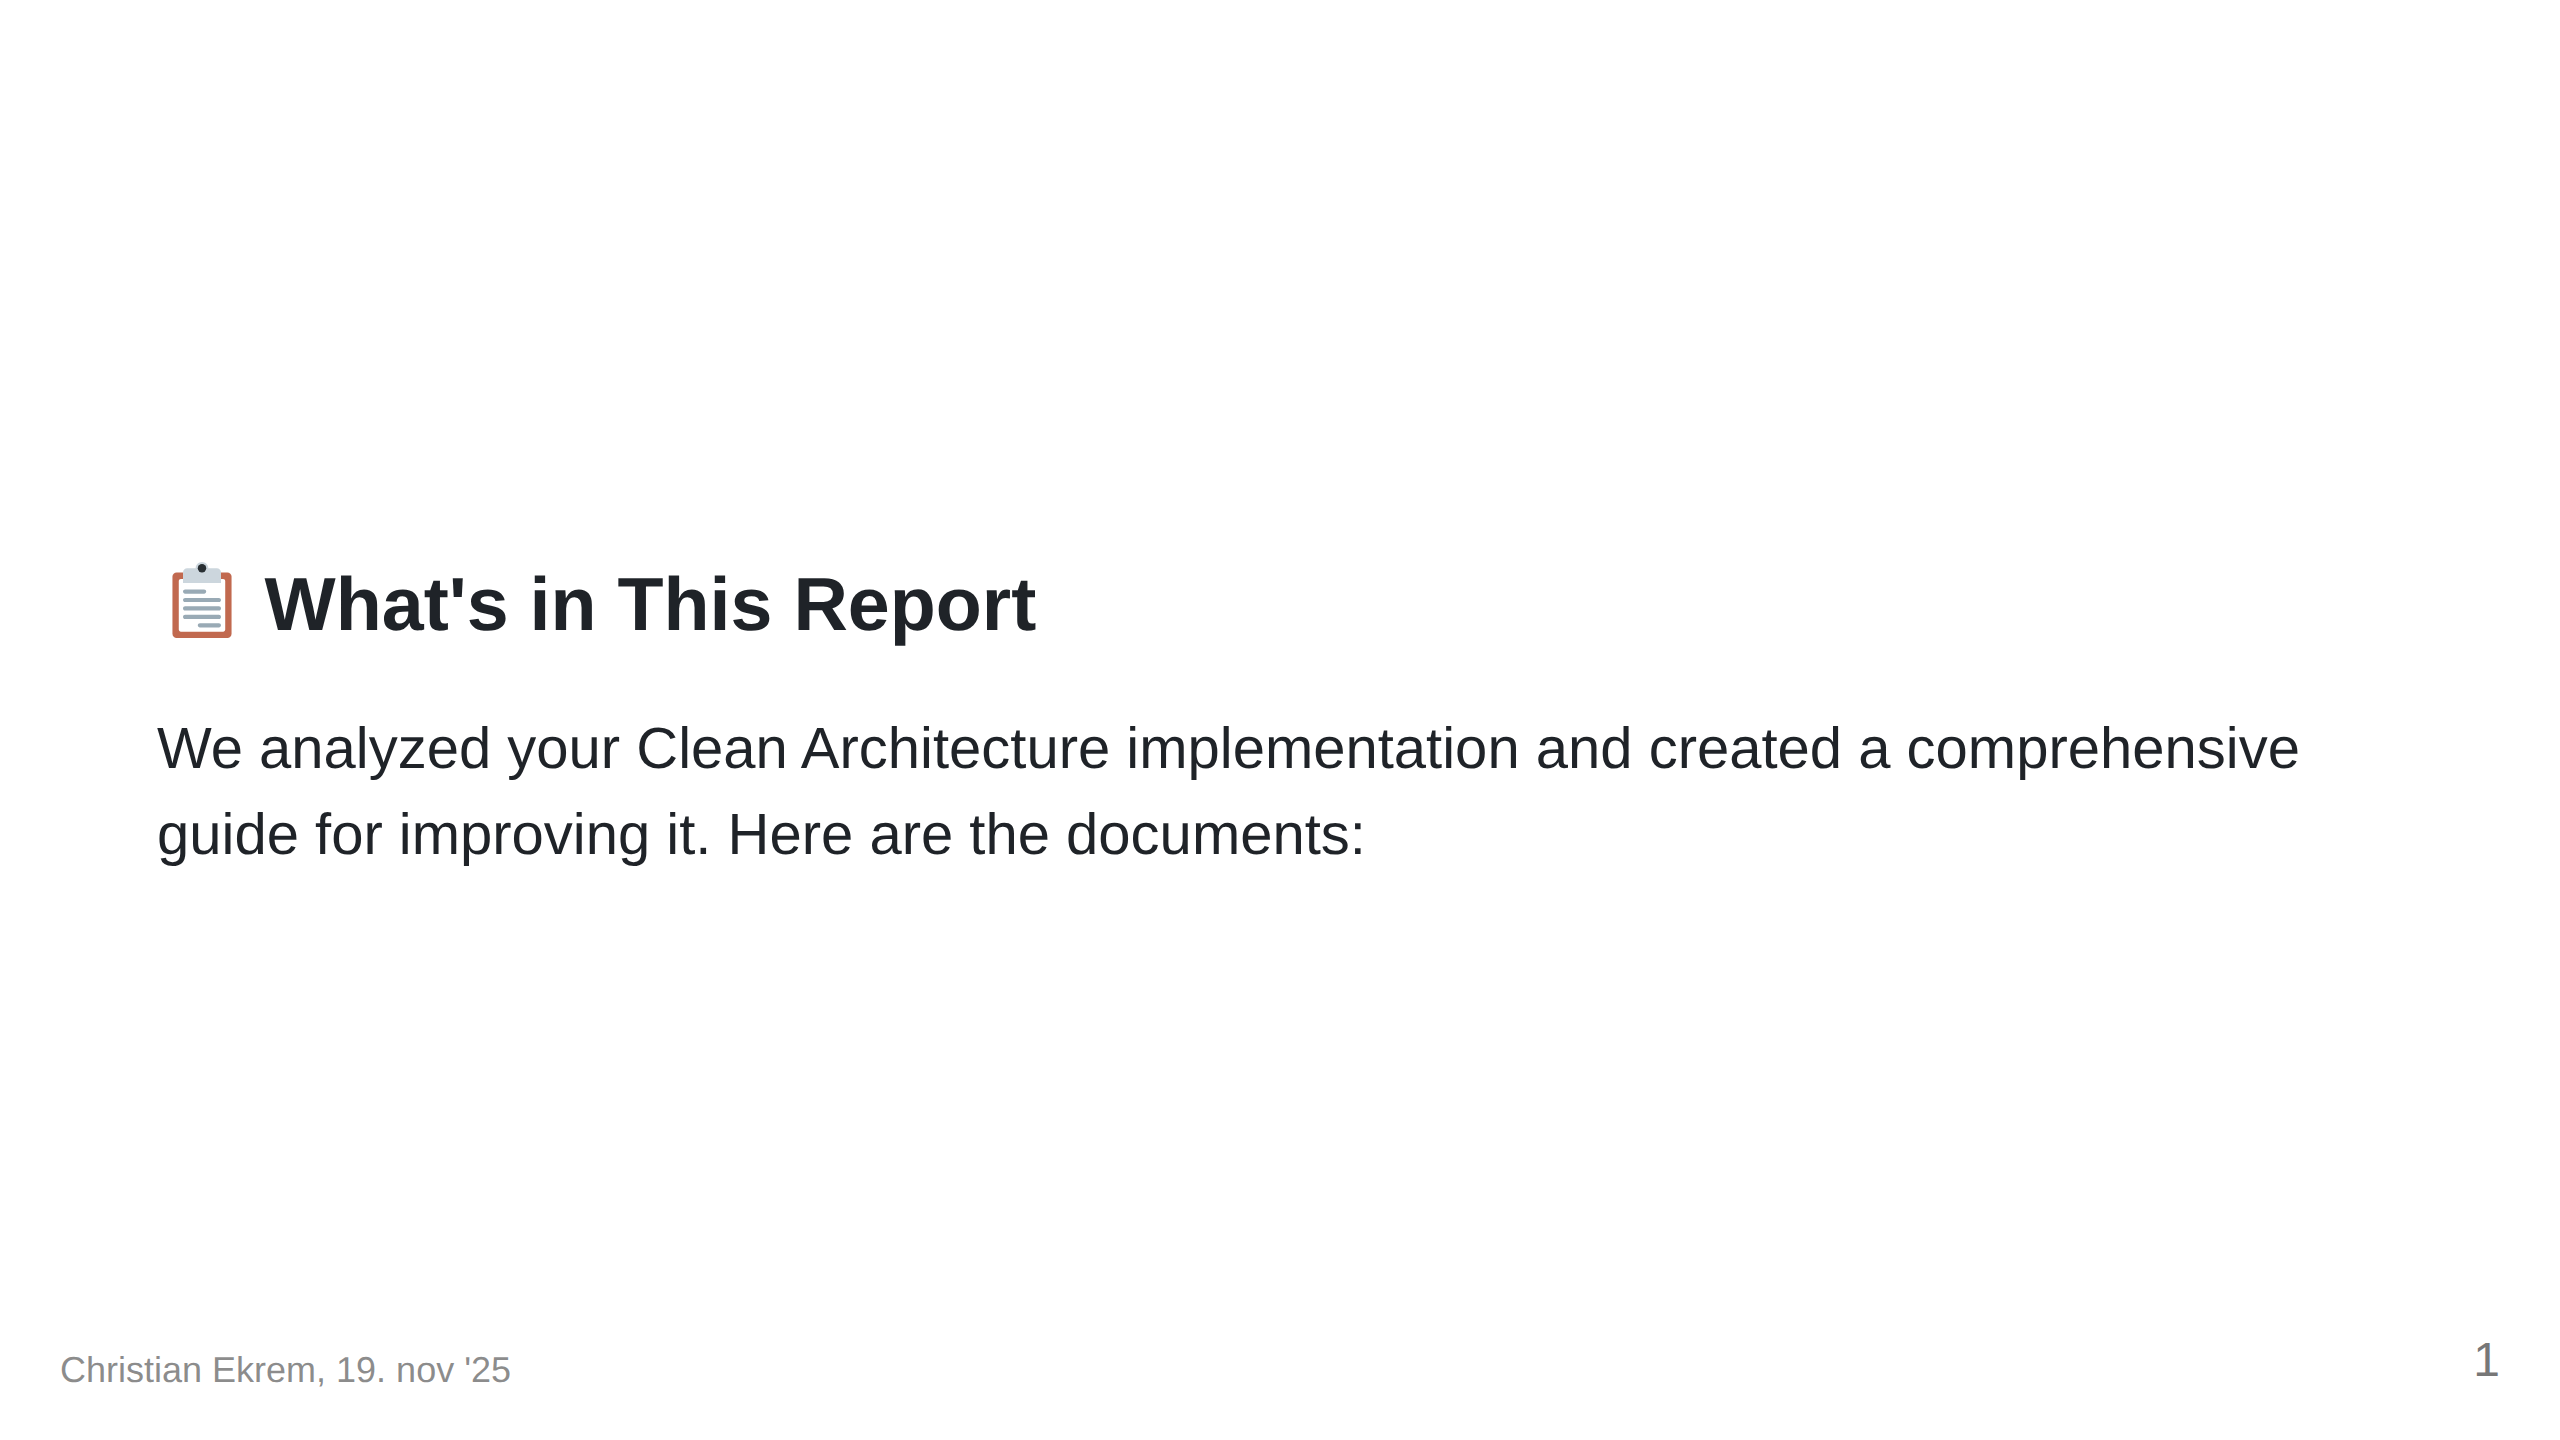 What's in This Report
We analyzed your Clean Architecture implementation and created a comprehensive
guide for improving it. Here are the documents:
Christian Ekrem, 19. nov '25
1